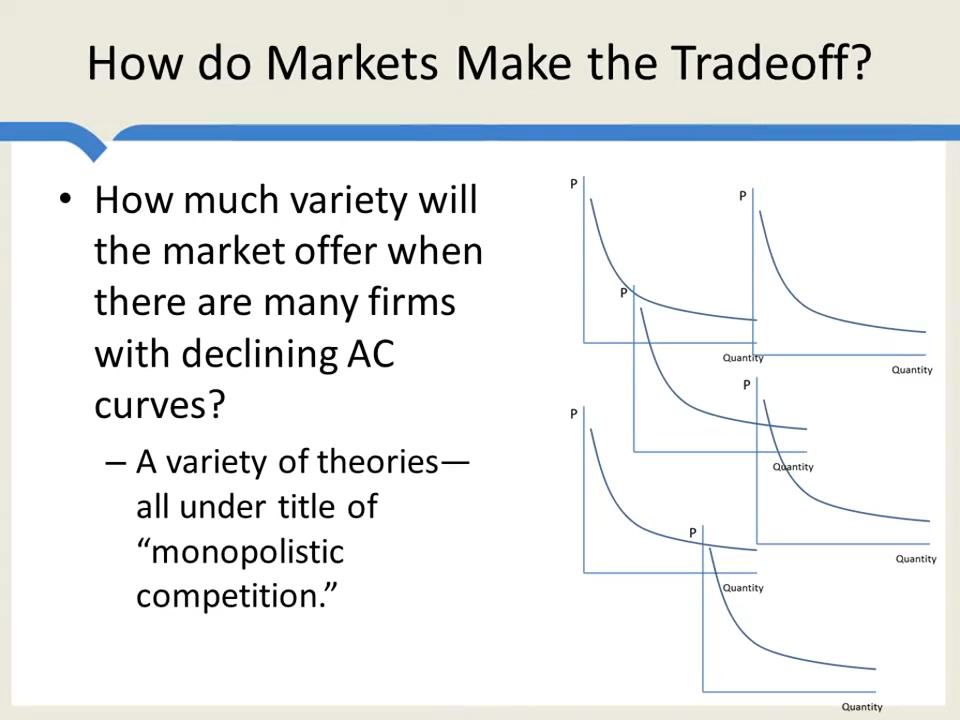 How do Markets Make the Tradeoff?
• How much variety will
the market offer when
there are many firms
with declining AC
curves?
– A variety of theories—
all under title of
“monopolistic
competition.”
P
Quantity
P
Quantity
P
Quantity
P
Quantity
P
Quantity
P
Quantity